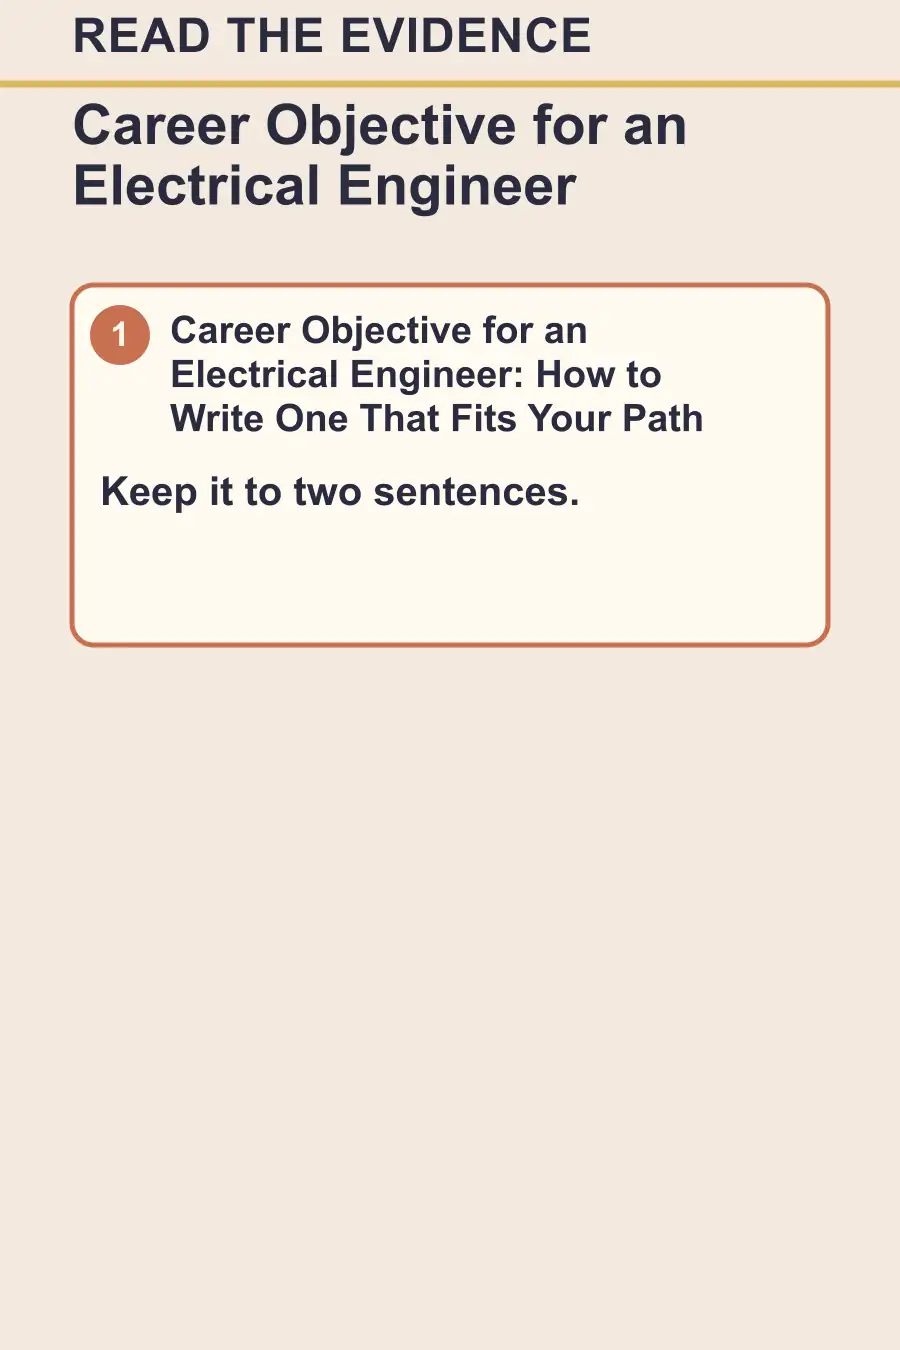 READ THE EVIDENCE
Career Objective for an
Electrical Engineer
1
Career Objective for an
Electrical Engineer: How to
Write One That Fits Your Path
Keep it to two sentences.